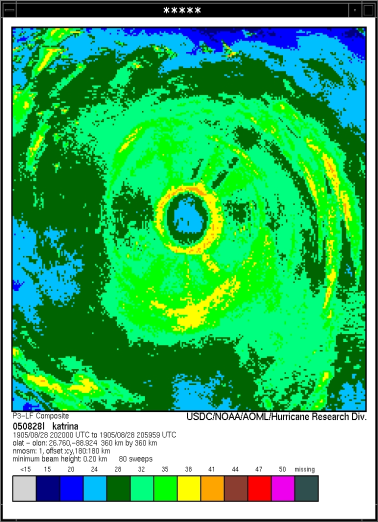 *****
P3-LF Composite
USDC/NOAA/AOML/Hurricane Research Div.
050828I katrina
1905/08/28 202000 UTC to 1905/08/28 205959 UTC
olat - olon: 26.760,-88.924 360 km by 360 km
nmosm: 1, offset x,y,180:180 km
minimum beam height: 0.20 km 80 sweeps
<15 15 20 24 28 32 35 38 41 44 47 50 missing